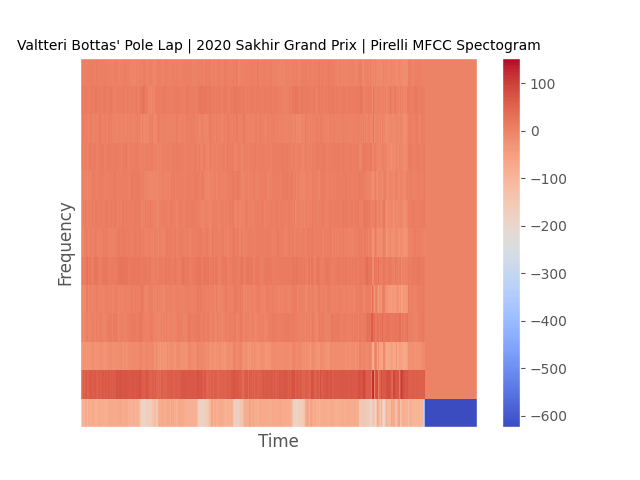 Valtteri Bottas' Pole Lap | 2020 Sakhir Grand Prix | Pirelli MFCC Spectogram
Frequency
Time
100
0
−100
−200
−300
−400
−500
−600